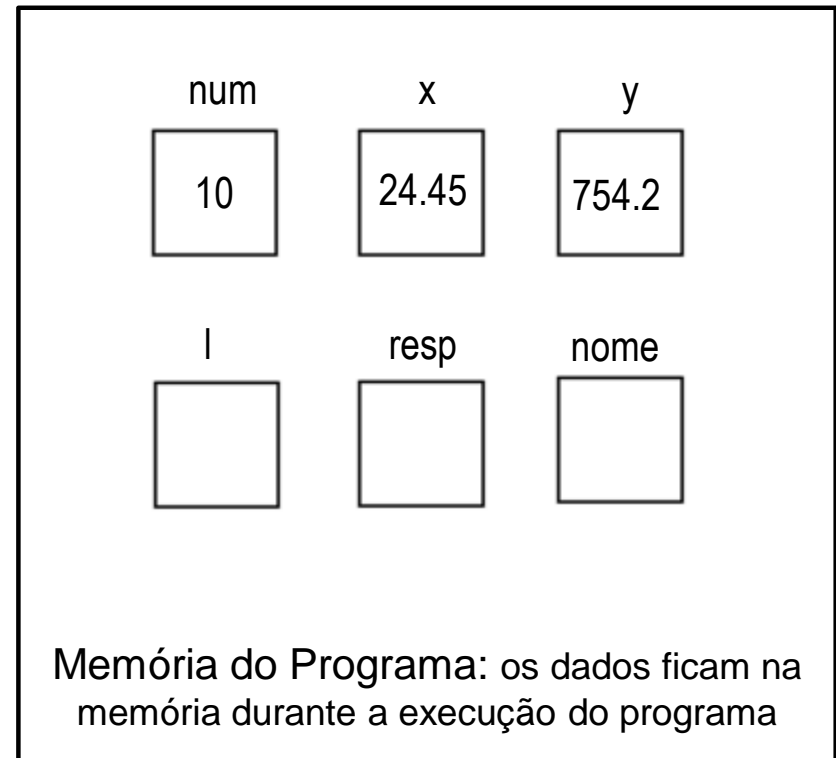 num x y
10 24.45 754.2
l resp nome
Memória do Programa: os dados ficam na
memória durante a execução do programa